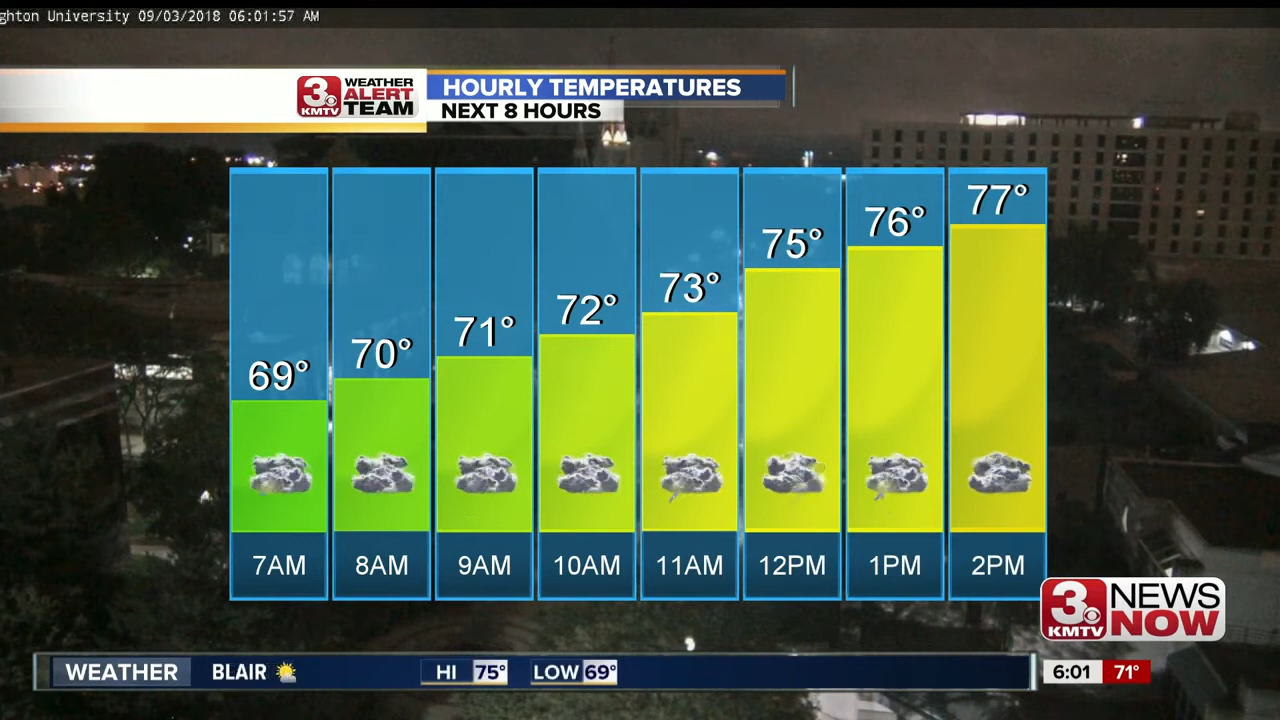 ghton University 09/03/2018 06:01:57 AM
3 KMTV WEATHER ALERT TEAM
HOURLY TEMPERATURES
NEXT 8 HOURS
69° 70° 71° 72° 73° 75° 76° 77°
7AM 8AM 9AM 10AM 11AM 12PM 1PM 2PM
3 KMTV NEWS NOW
WEATHER BLAIR HI 75° LOW 69° 6:01 71°